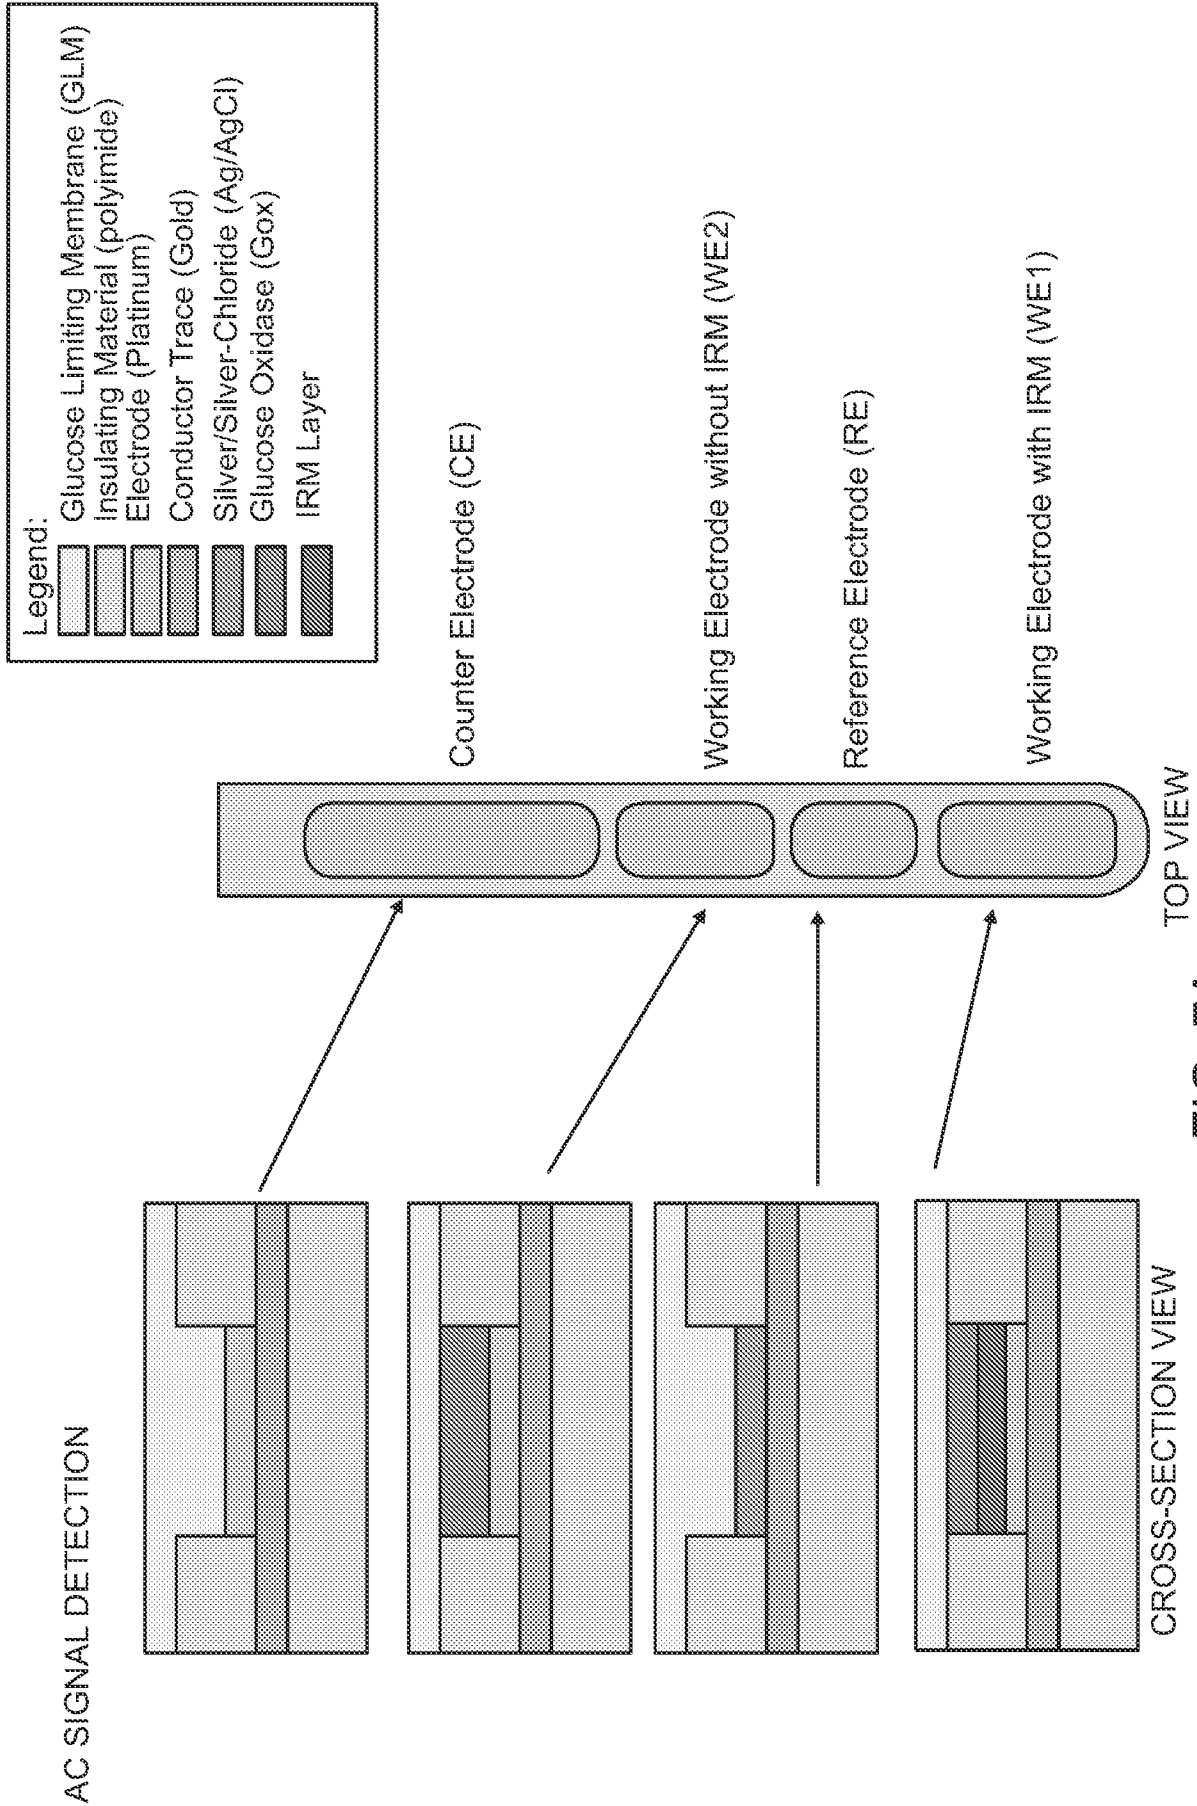 AC SIGNAL DETECTION
Legend:
Glucose Limiting Membrane (GLM)
Insulating Material (polyimide)
Electrode (Platinum)
Conductor Trace (Gold)
Silver/Silver-Chloride (Ag/AgCl)
Glucose Oxidase (Gox)
IRM Layer
Counter Electrode (CE)
Working Electrode without IRM (WE2)
Reference Electrode (RE)
Working Electrode with IRM (WE1)
CROSS-SECTION VIEW
TOP VIEW